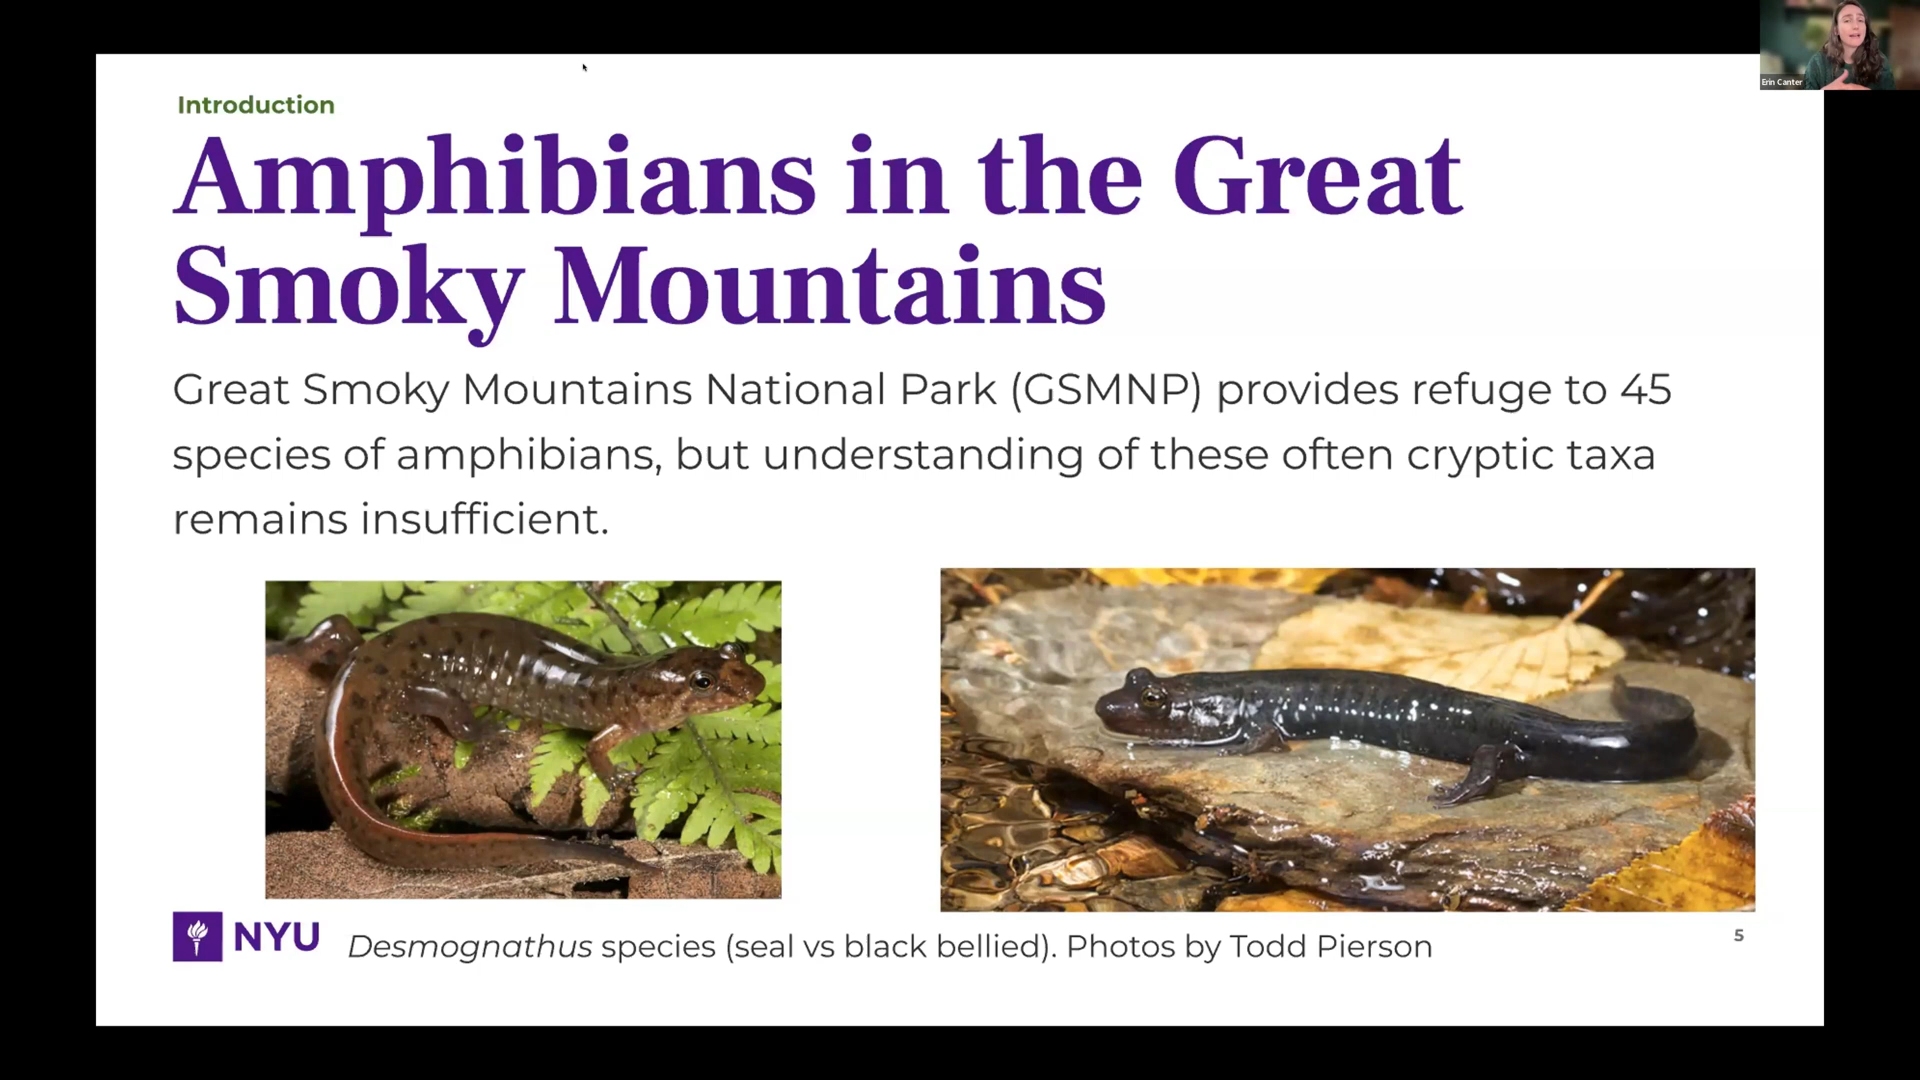 Erin Canter
Introduction
Amphibians in the Great
Smoky Mountains
Great Smoky Mountains National Park (GSMNP) provides refuge to 45
species of amphibians, but understanding of these often cryptic taxa
remains insufficient.
NYU
Desmognathus species (seal vs black bellied). Photos by Todd Pierson
5